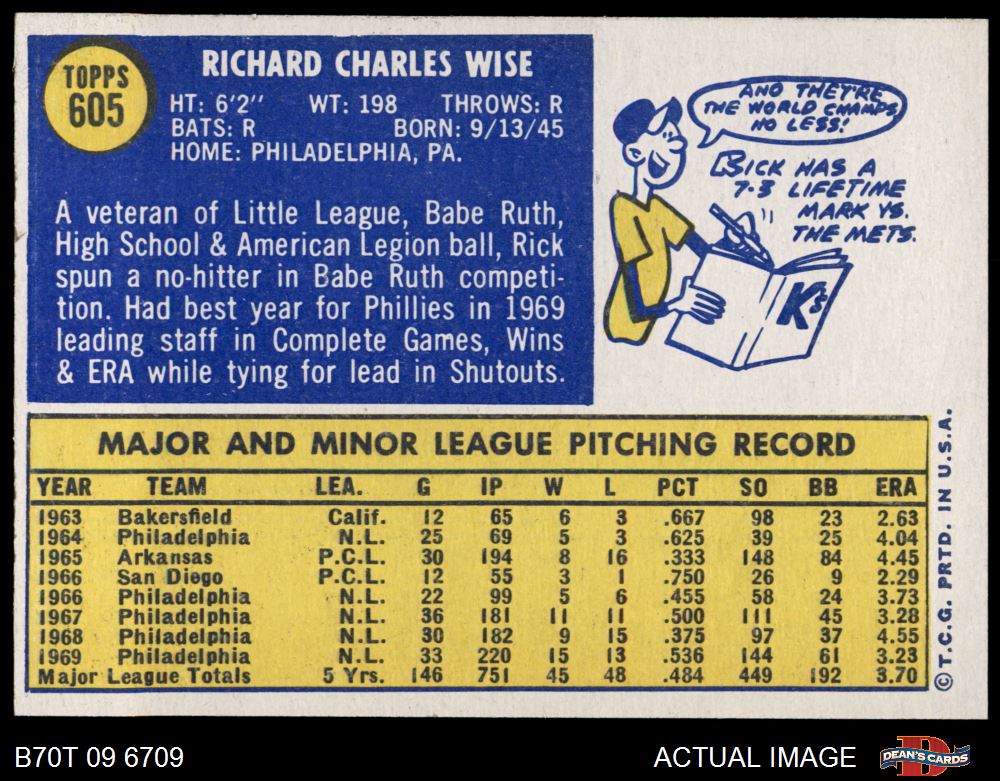 TOPPS
605
RICHARD CHARLES WISE
HT: 6'2" WT: 198 THROWS: R
BATS: R BORN: 9/13/45
HOME: PHILADELPHIA, PA.
A veteran of Little League, Babe Ruth,
High School & American Legion ball, Rick
spun a no-hitter in Babe Ruth competi-
tion. Had best year for Phillies in 1969
leading staff in Complete Games, Wins
& ERA while tying for lead in Shutouts.
AND THEY'RE
THE WORLD CHAMPS
NO LESS!
RICK HAS A
7-3 LIFETIME
MARK VS.
THE METS.
K's
MAJOR AND MINOR LEAGUE PITCHING RECORD
YEAR TEAM LEA. G IP W L PCT SO BB ERA
1963 Bakersfield Calif. 12 65 6 3 .667 98 23 2.63
1964 Philadelphia N.L. 25 69 5 3 .625 39 25 4.04
1965 Arkansas P.C.L. 30 194 8 16 .333 148 84 4.45
1966 San Diego P.C.L. 12 55 3 1 .750 26 9 2.29
1966 Philadelphia N.L. 22 99 5 6 .455 58 24 3.73
1967 Philadelphia N.L. 36 181 11 11 .500 111 45 3.28
1968 Philadelphia N.L. 30 182 9 15 .375 97 37 4.55
1969 Philadelphia N.L. 33 220 15 13 .536 144 61 3.23
Major League Totals 5 Yrs. 146 751 45 48 .484 449 192 3.70
© T.C.G. PRTD. IN U.S.A.
B70T 09 6709
ACTUAL IMAGE
DEAN'S CARDS